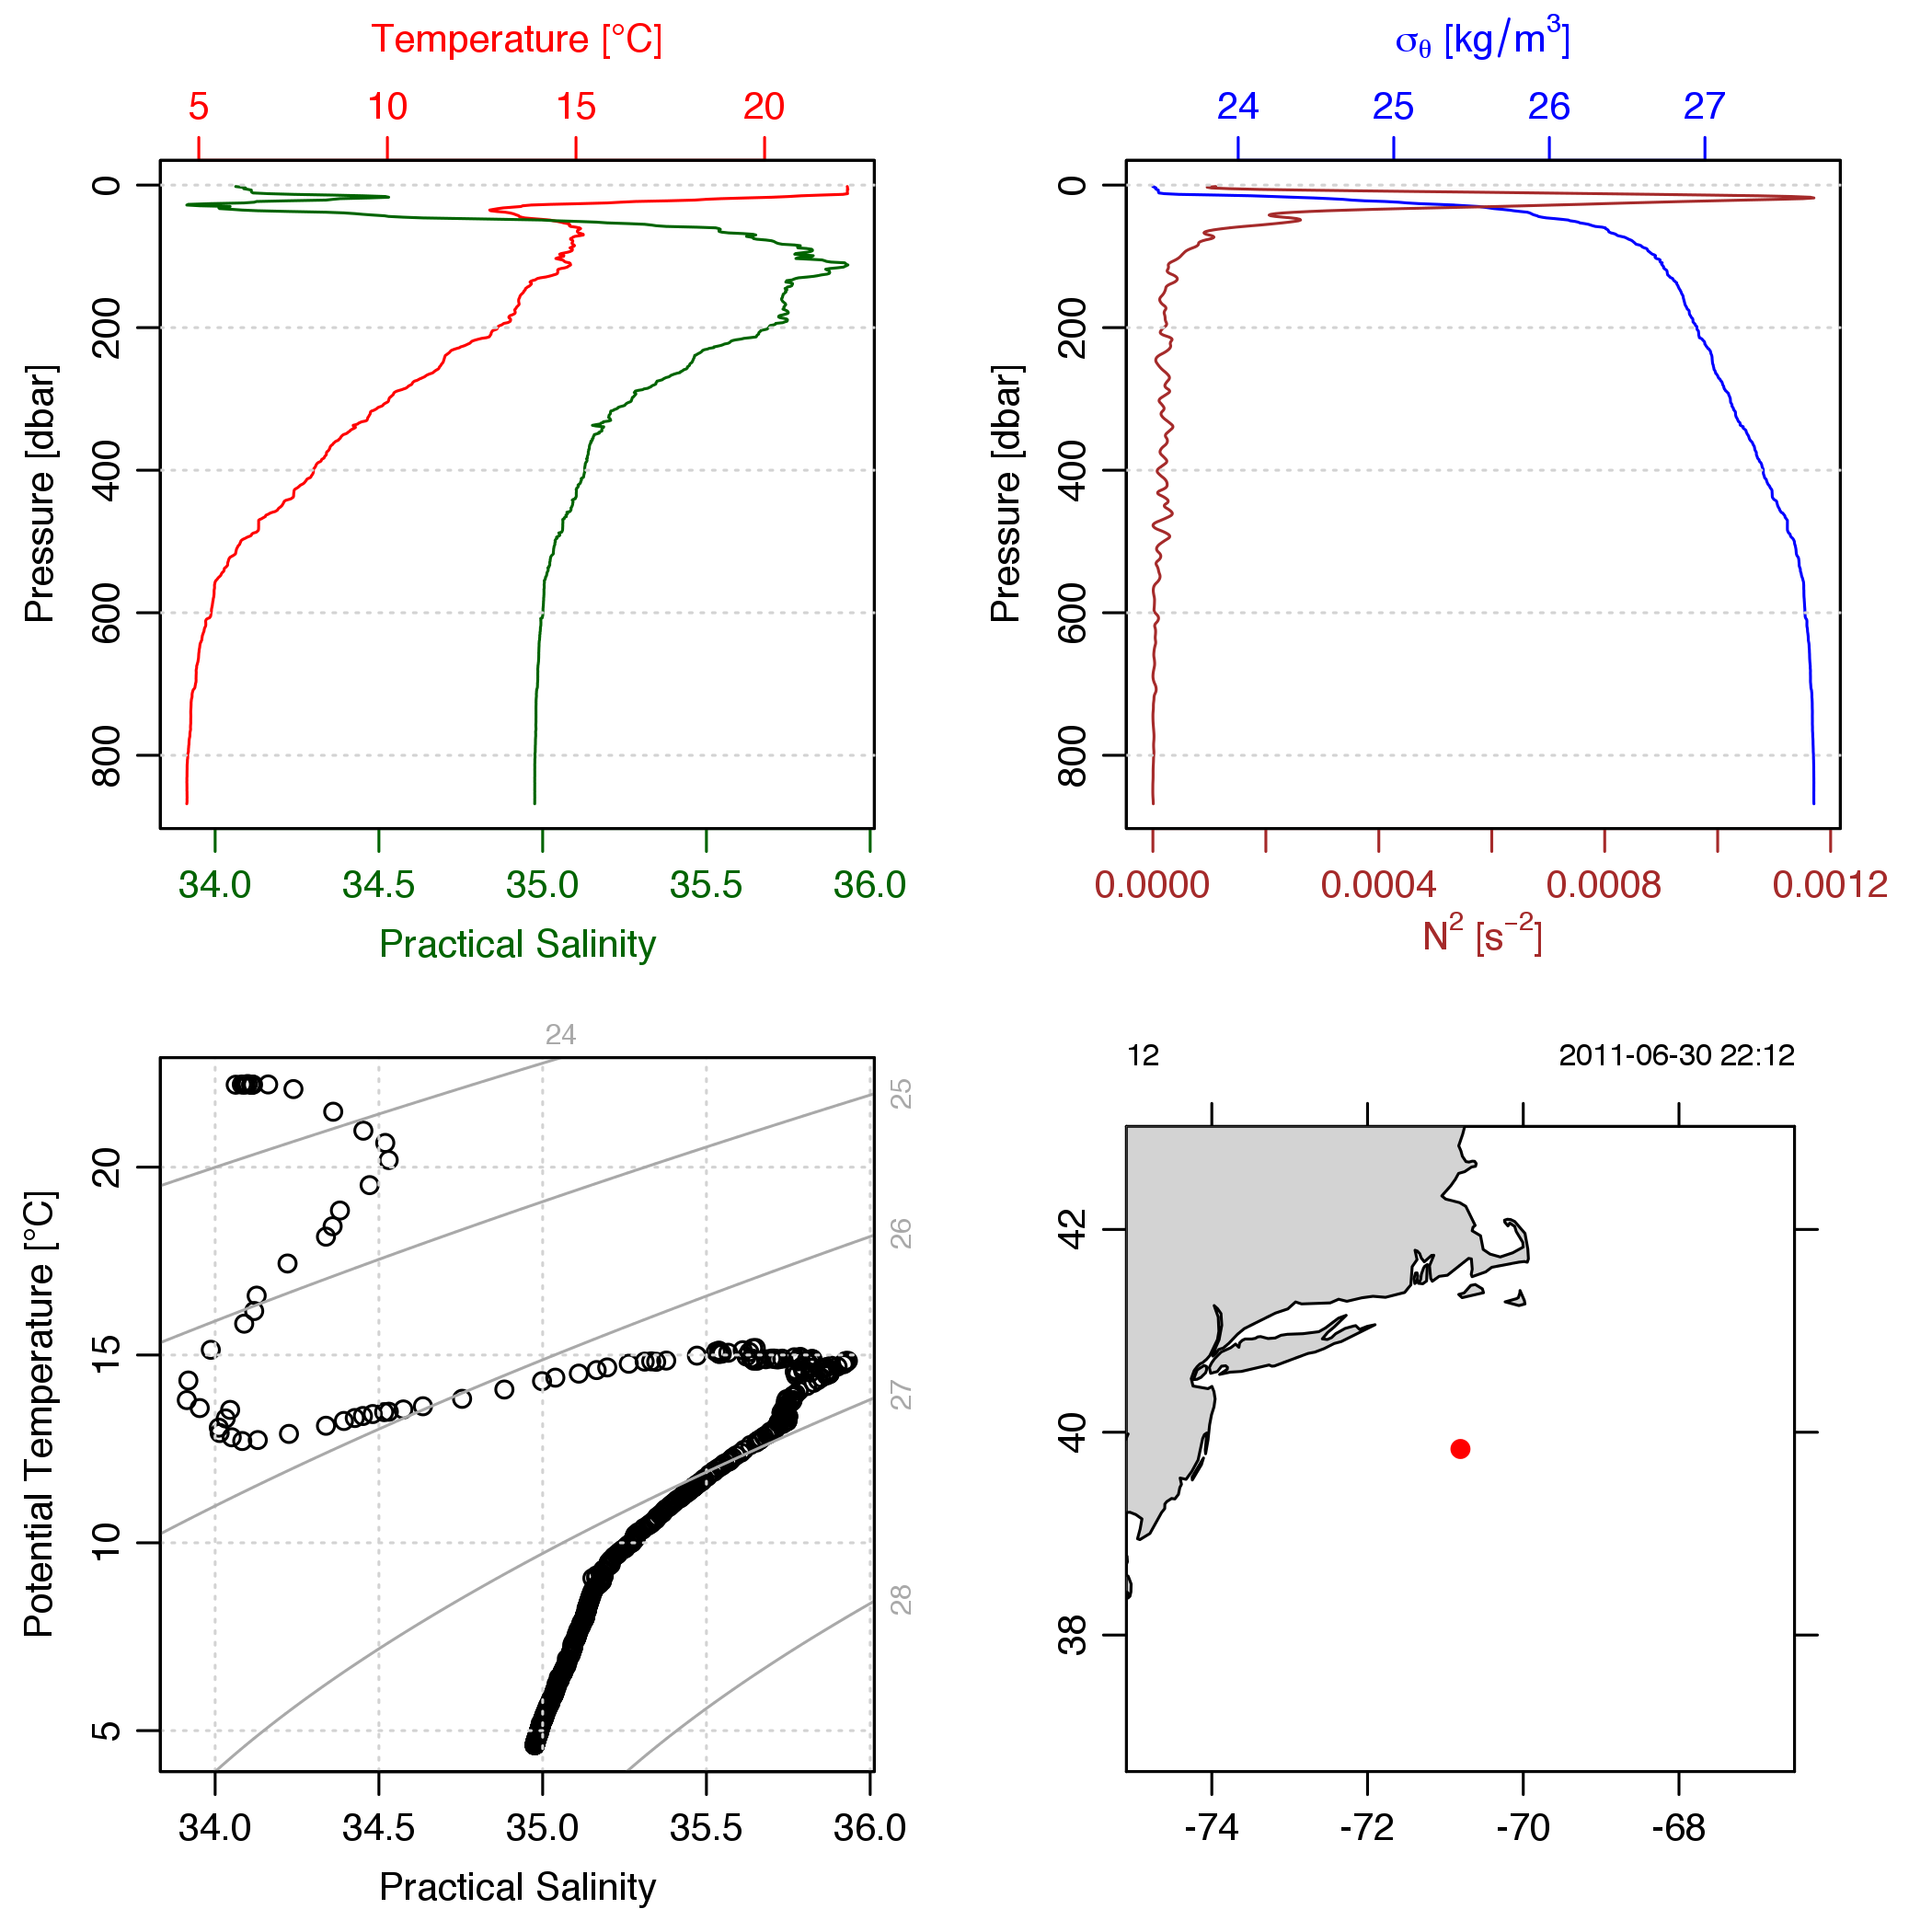 Temperature [°C]
5 10 15 20
0
200
400
600
800
Pressure [dbar]
34.0 34.5 35.0 35.5 36.0
Practical Salinity
σθ [kg/m³]
24 25 26 27
0
200
400
600
800
Pressure [dbar]
0.00000 0.00004 0.00008 0.00012
N² [s⁻²]
24
25
26
27
28
20
15
10
5
Potential Temperature [°C]
34.0 34.5 35.0 35.5 36.0
Practical Salinity
12 2011-06-30 22:12
42
40
38
-74 -72 -70 -68